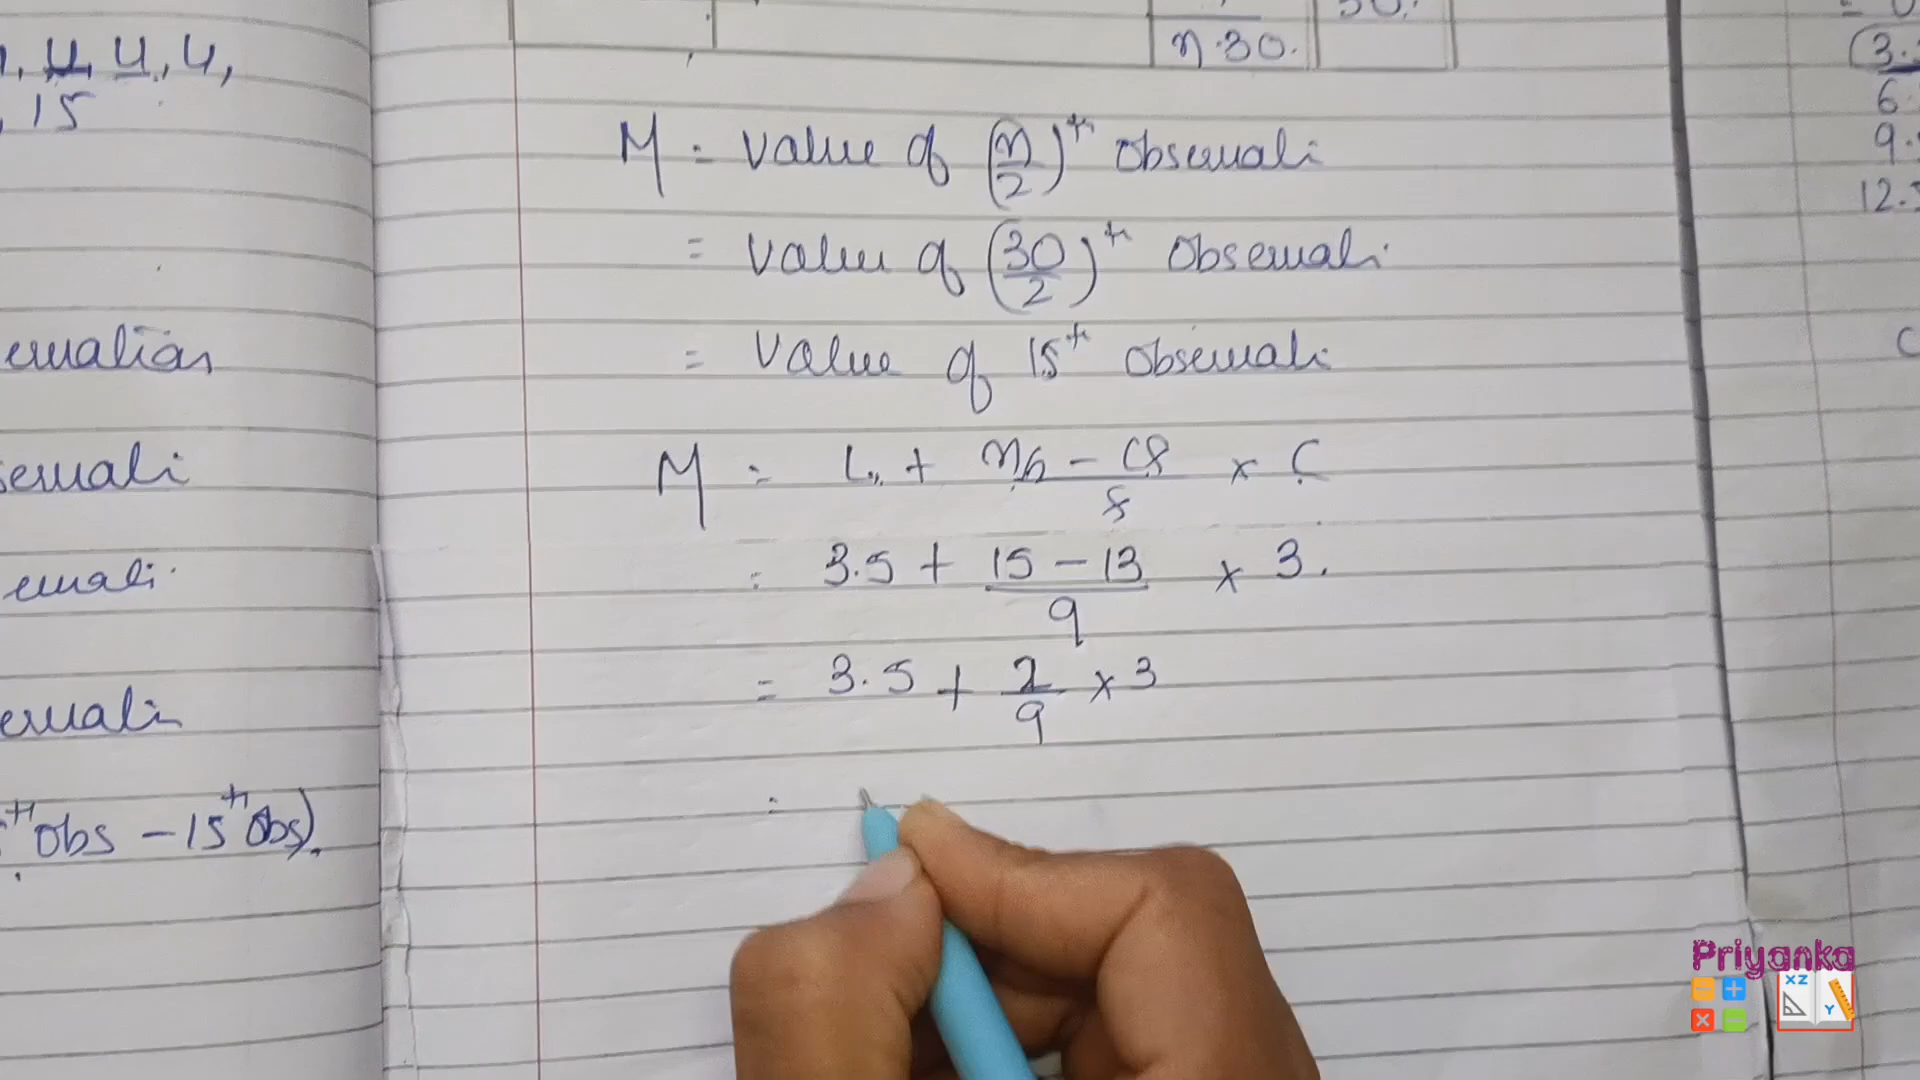 4, 4, 4,
15
n.30.
M = Value of (n/2)th Observati
= Value of (30/2)th Observati
= Value of 15th Observati
M = L + n/2 - cf / f × C
= 3.5 + 15 - 13 / 9 × 3.
= 3.5 + 2/9 × 3
=
ervation
servati
ervati
ervati
th Obs - 15th Obs).
6.
9.
12.
Priyanka
XZ
Y